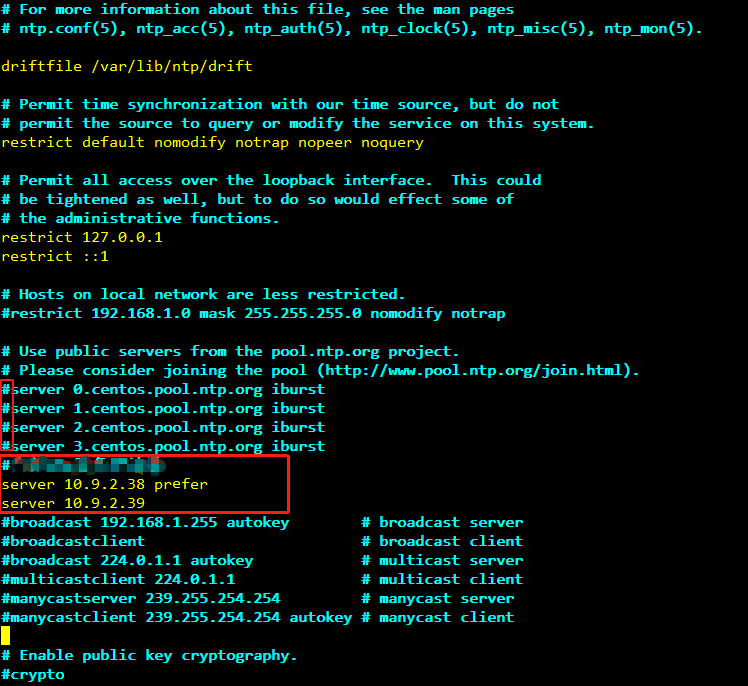 # For more information about this file, see the man pages
# ntp.conf(5), ntp_acc(5), ntp_auth(5), ntp_clock(5), ntp_misc(5), ntp_mon(5).
driftfile /var/lib/ntp/drift
# Permit time synchronization with our time source, but do not
# permit the source to query or modify the service on this system.
restrict default nomodify notrap nopeer noquery
# Permit all access over the loopback interface.  This could
# be tightened as well, but to do so would effect some of
# the administrative functions.
restrict 127.0.0.1
restrict ::1
# Hosts on local network are less restricted.
#restrict 192.168.1.0 mask 255.255.255.0 nomodify notrap
# Use public servers from the pool.ntp.org project.
# Please consider joining the pool (http://www.pool.ntp.org/join.html).
#server 0.centos.pool.ntp.org iburst
#server 1.centos.pool.ntp.org iburst
#server 2.centos.pool.ntp.org iburst
#server 3.centos.pool.ntp.org iburst
#
server 10.9.2.38 prefer
server 10.9.2.39
#broadcast 192.168.1.255 autokey        # broadcast server
#broadcastclient                        # broadcast client
#broadcast 224.0.1.1 autokey            # multicast server
#multicastclient 224.0.1.1              # multicast client
#manycastserver 239.255.254.254         # manycast server
#manycastclient 239.255.254.254 autokey # manycast client
# Enable public key cryptography.
#crypto